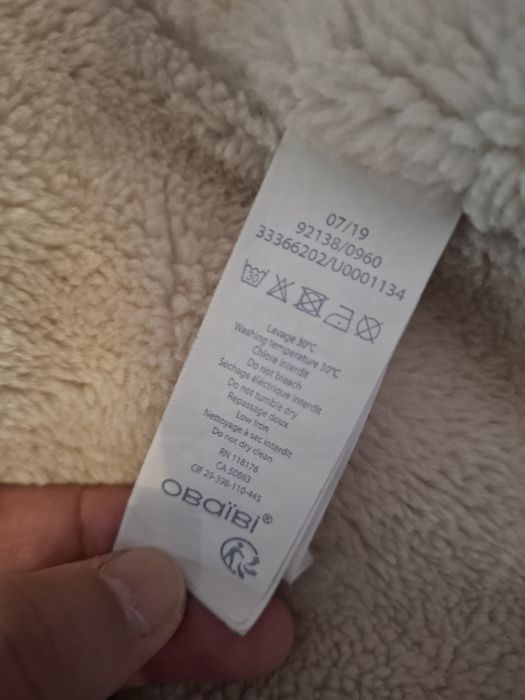 07/19
92138/0960
33366202/U0001134
30
Lavage 30°C
Washing temperature 30°C
Chlore interdit
Do not bleach
Séchage électrique interdit
Do not tumble dry
Repassage doux
Low Iron
Nettoyage à sec interdit
Do not dry clean
RN 118176
CA 50863
CIF 29-398-110-445
OBaïBi®